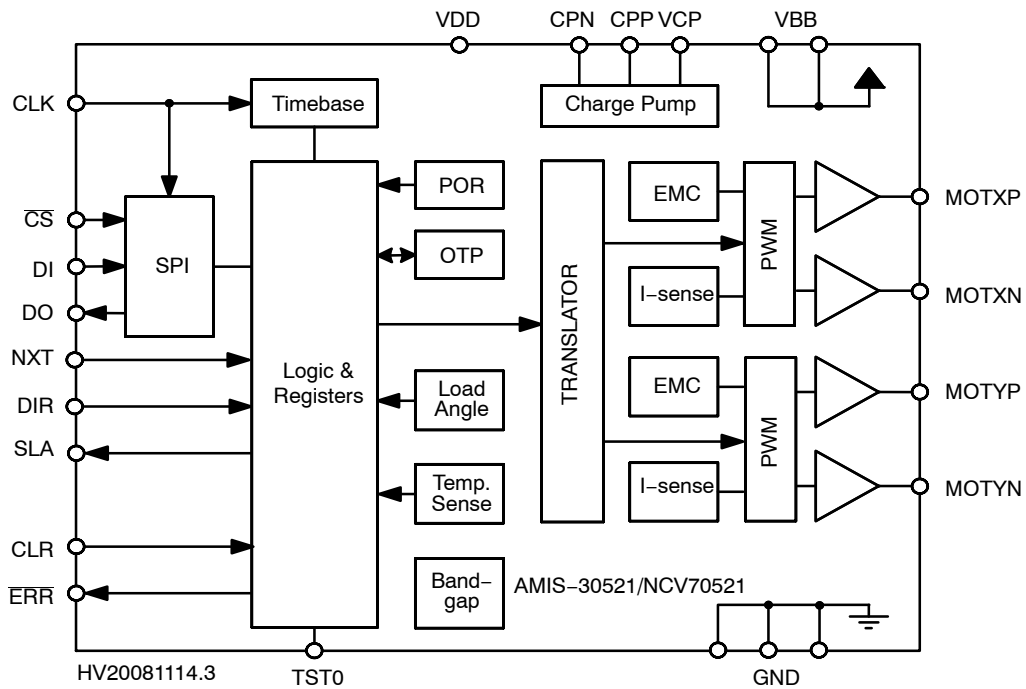 VDD
CPN CPP VCP
VBB
CLK
Timebase
Charge Pump
POR
EMC
MOTXP
CS
PWM
DI
SPI
OTP
DO
I−sense
MOTXN
NXT
Logic &
Registers
TRANSLATOR
DIR
Load
Angle
EMC
MOTYP
SLA
PWM
Temp.
Sense
I−sense
MOTYN
CLR
ERR
Band−
gap
AMIS−30521/NCV70521
HV20081114.3
TST0
GND